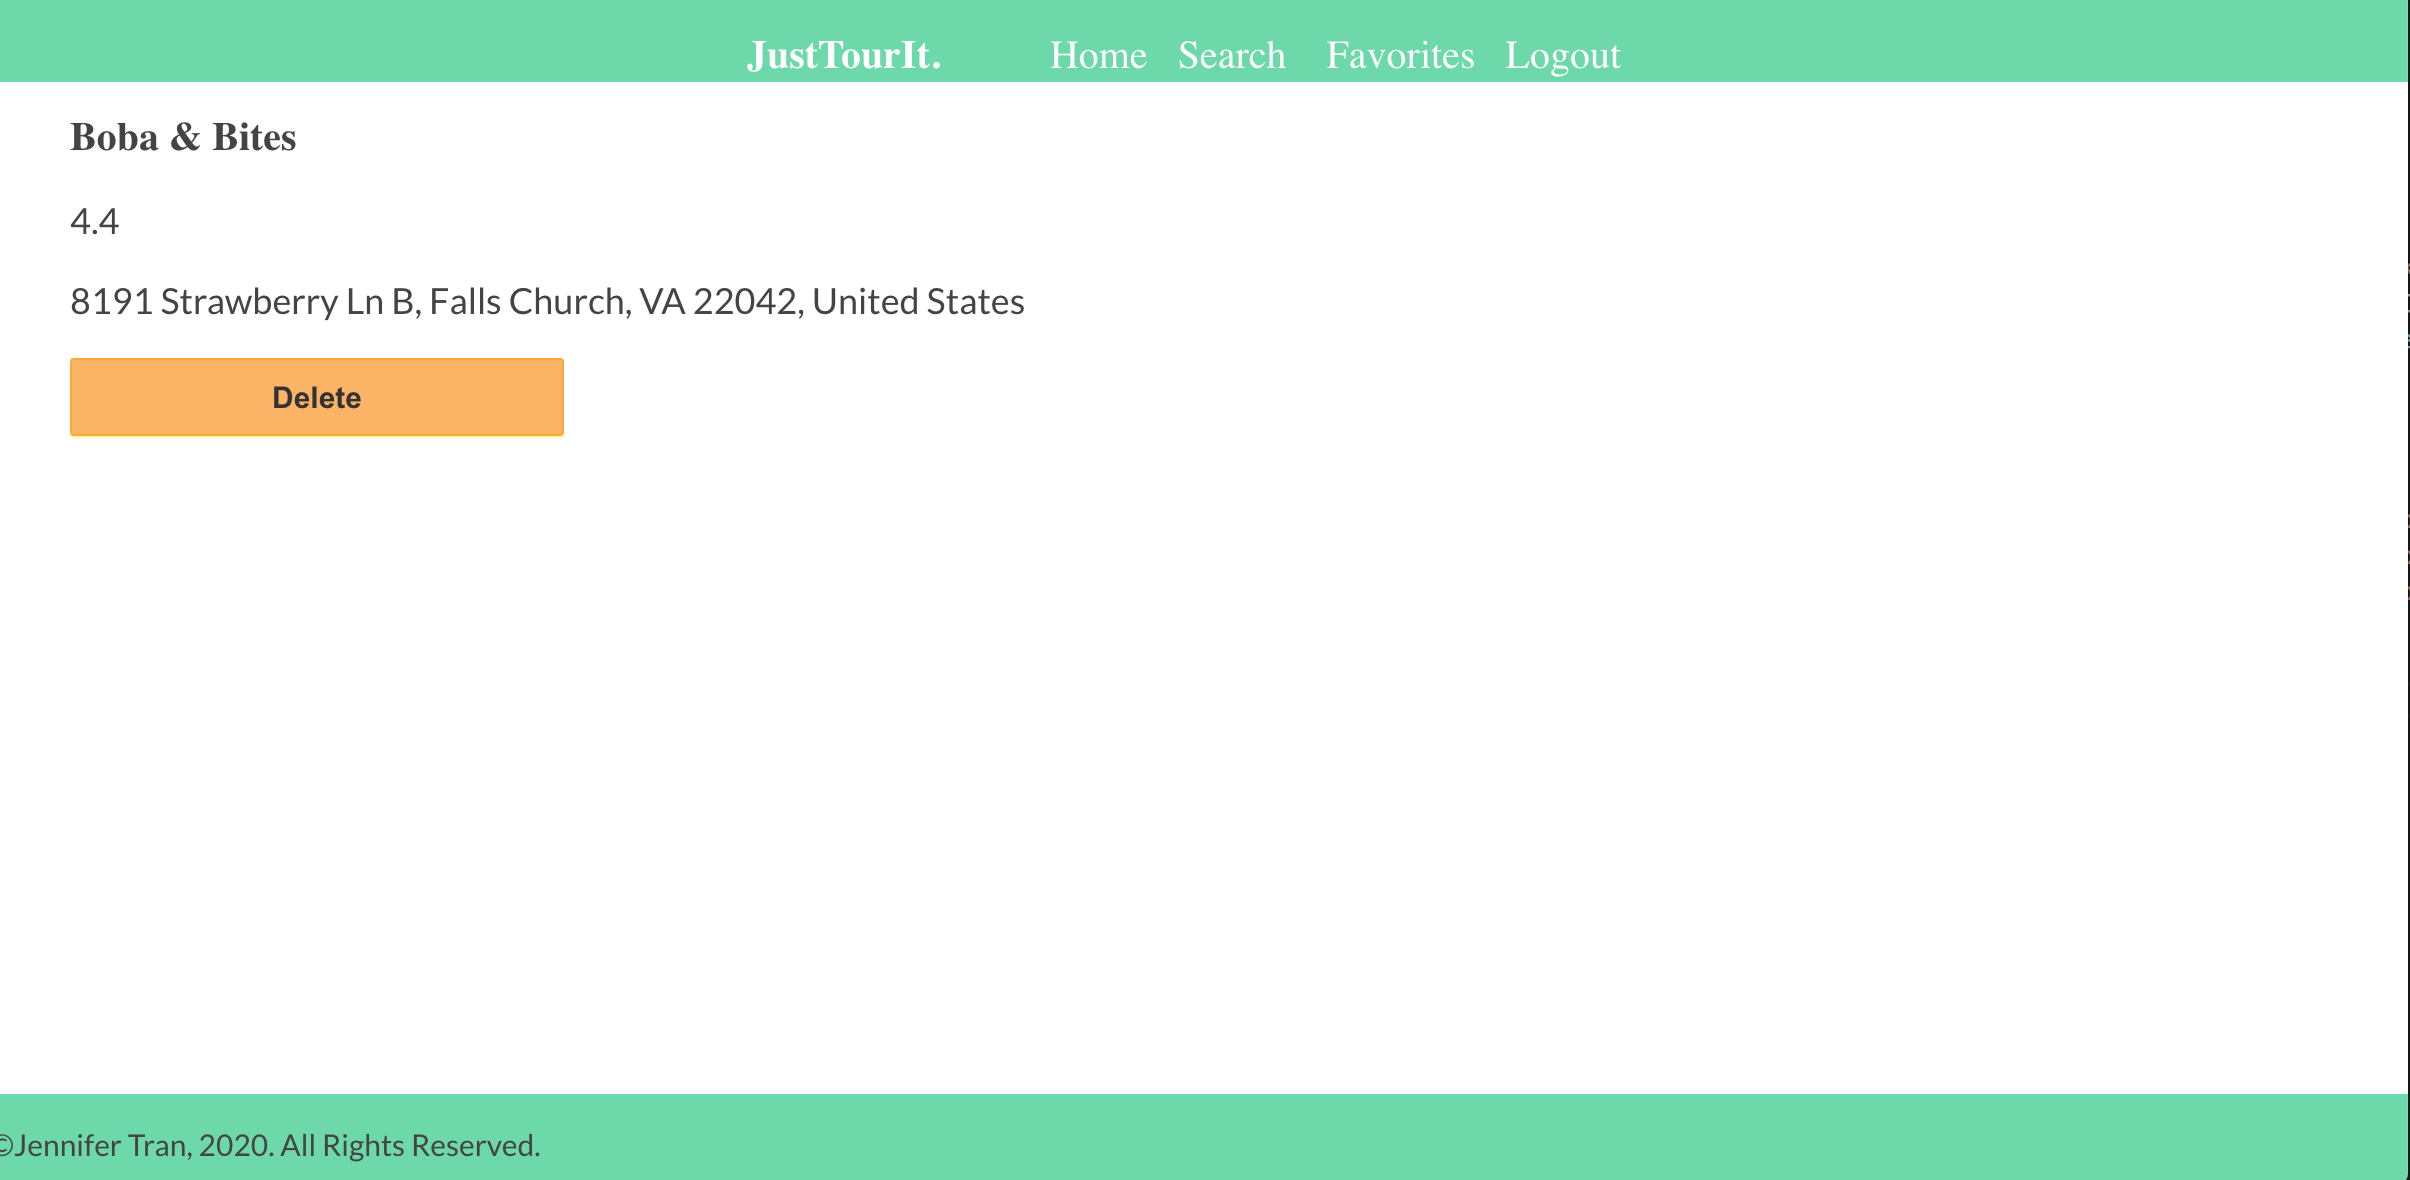 JustTourIt. Home Search Favorites Logout
Boba & Bites
4.4
8191 Strawberry Ln B, Falls Church, VA 22042, United States
Delete
©Jennifer Tran, 2020. All Rights Reserved.